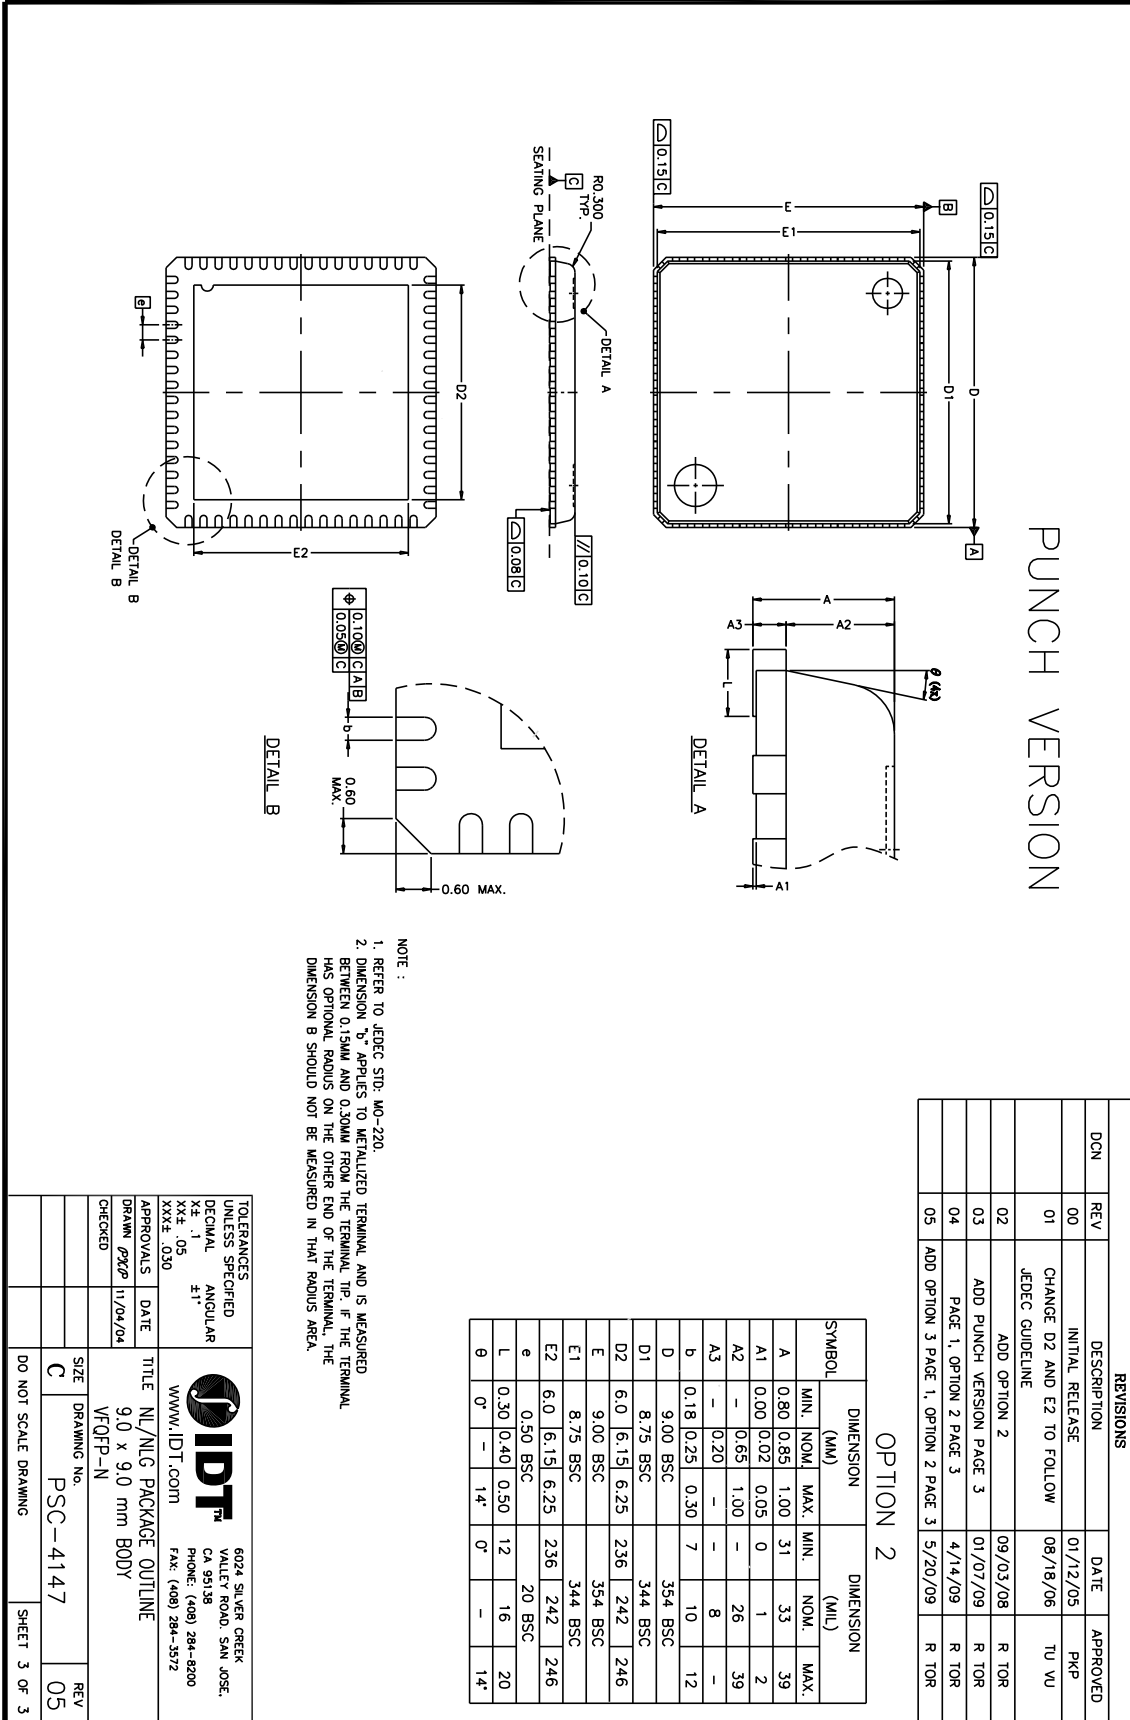 PUNCH VERSION
REVISIONS
DCN REV DESCRIPTION DATE APPROVED
00 INITIAL RELEASE 01/12/05 PKP
01 CHANGE D2 AND E2 TO FOLLOW JEDEC GUIDELINE 08/18/06 TU VU
02 ADD OPTION 2 09/03/08 R TOR
03 ADD PUNCH VERSION PAGE 3 01/07/09 R TOR
04 PAGE 1, OPTION 2 PAGE 3 4/14/09 R TOR
05 ADD OPTION 3 PAGE 1, OPTION 2 PAGE 3 5/20/09 R TOR
0.15 C
D
D1
A
B
E
E1
0.15 C
R0.300
TYP.
C
SEATING PLANE
DETAIL A
// 0.10 C
0.08 C
D2
e
E2
DETAIL B
DETAIL B
θ (4x)
A
A2
A3
L
A1
DETAIL A
0.10 M C A B
0.05 M C
b
0.60
MAX.
0.60 MAX.
DETAIL B
OPTION 2
SYMBOL DIMENSION (MM) DIMENSION (MIL)
MIN. NOM. MAX. MIN. NOM. MAX.
A 0.80 0.85 1.00 31 33 39
A1 0.00 0.02 0.05 0 1 2
A2 – 0.65 1.00 – 26 39
A3 – 0.20 – – 8 –
b 0.18 0.25 0.30 7 10 12
D 9.00 BSC 354 BSC
D1 8.75 BSC 344 BSC
D2 6.0 6.15 6.25 236 242 246
E 9.00 BSC 354 BSC
E1 8.75 BSC 344 BSC
E2 6.0 6.15 6.25 236 242 246
e 0.50 BSC 20 BSC
L 0.30 0.40 0.50 12 16 20
θ 0° – 14° 0° – 14°
NOTE :
1. REFER TO JEDEC STD: MO-220.
2. DIMENSION "b" APPLIES TO METALLIZED TERMINAL AND IS MEASURED
BETWEEN 0.15MM AND 0.30MM FROM THE TERMINAL TIP. IF THE TERMINAL
HAS OPTIONAL RADIUS ON THE OTHER END OF THE TERMINAL, THE
DIMENSION B SHOULD NOT BE MEASURED IN THAT RADIUS AREA.
TOLERANCES
UNLESS SPECIFIED
DECIMAL ANGULAR
X± .1 ±1°
XX± .05
XXX± .030
APPROVALS DATE
DRAWN PKP 11/04/04
CHECKED
IDT™
www.IDT.com
6024 SILVER CREEK
VALLEY ROAD. SAN JOSE,
CA 95138
PHONE: (408) 284-8200
FAX: (408) 284-3572
TITLE NL/NLG PACKAGE OUTLINE
9.0 x 9.0 mm BODY
VFQFP-N
SIZE DRAWING No. REV
C PSC-4147 05
DO NOT SCALE DRAWING SHEET 3 OF 3